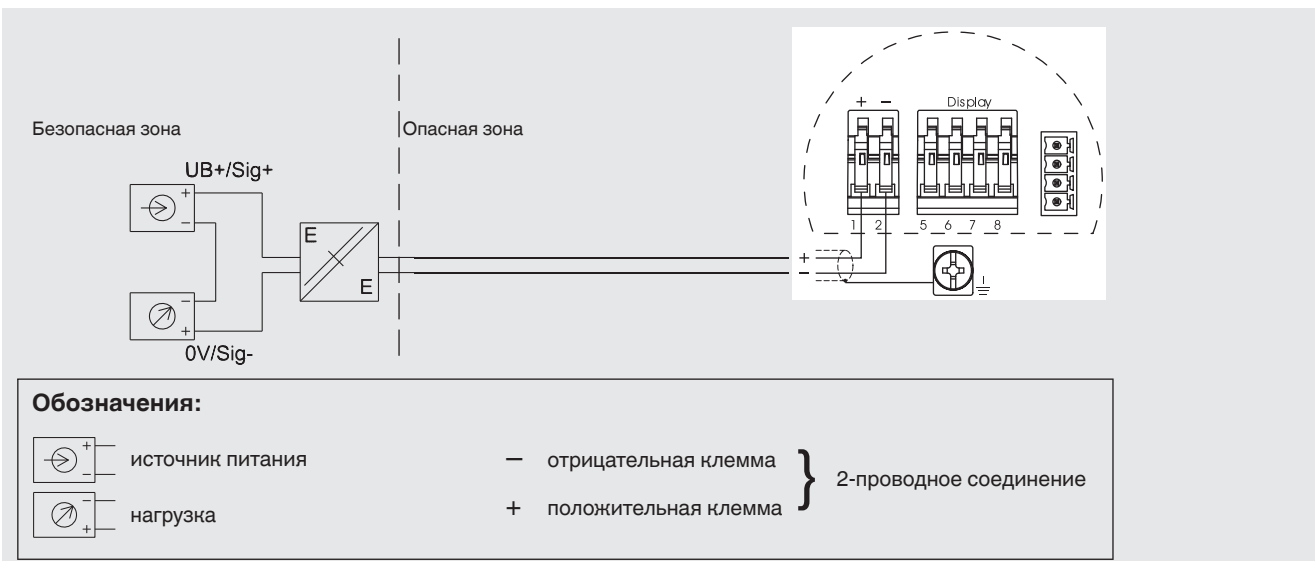 Безопасная зона
Опасная зона
UB+/Sig+
+
−
−
+
0V/Sig-
E
E
+ −
Display
1 2 5 6 7 8
+
−
Обозначения:
+
−
источник питания
− отрицательная клемма
2-проводное соединение
−
+
нагрузка
+ положительная клемма